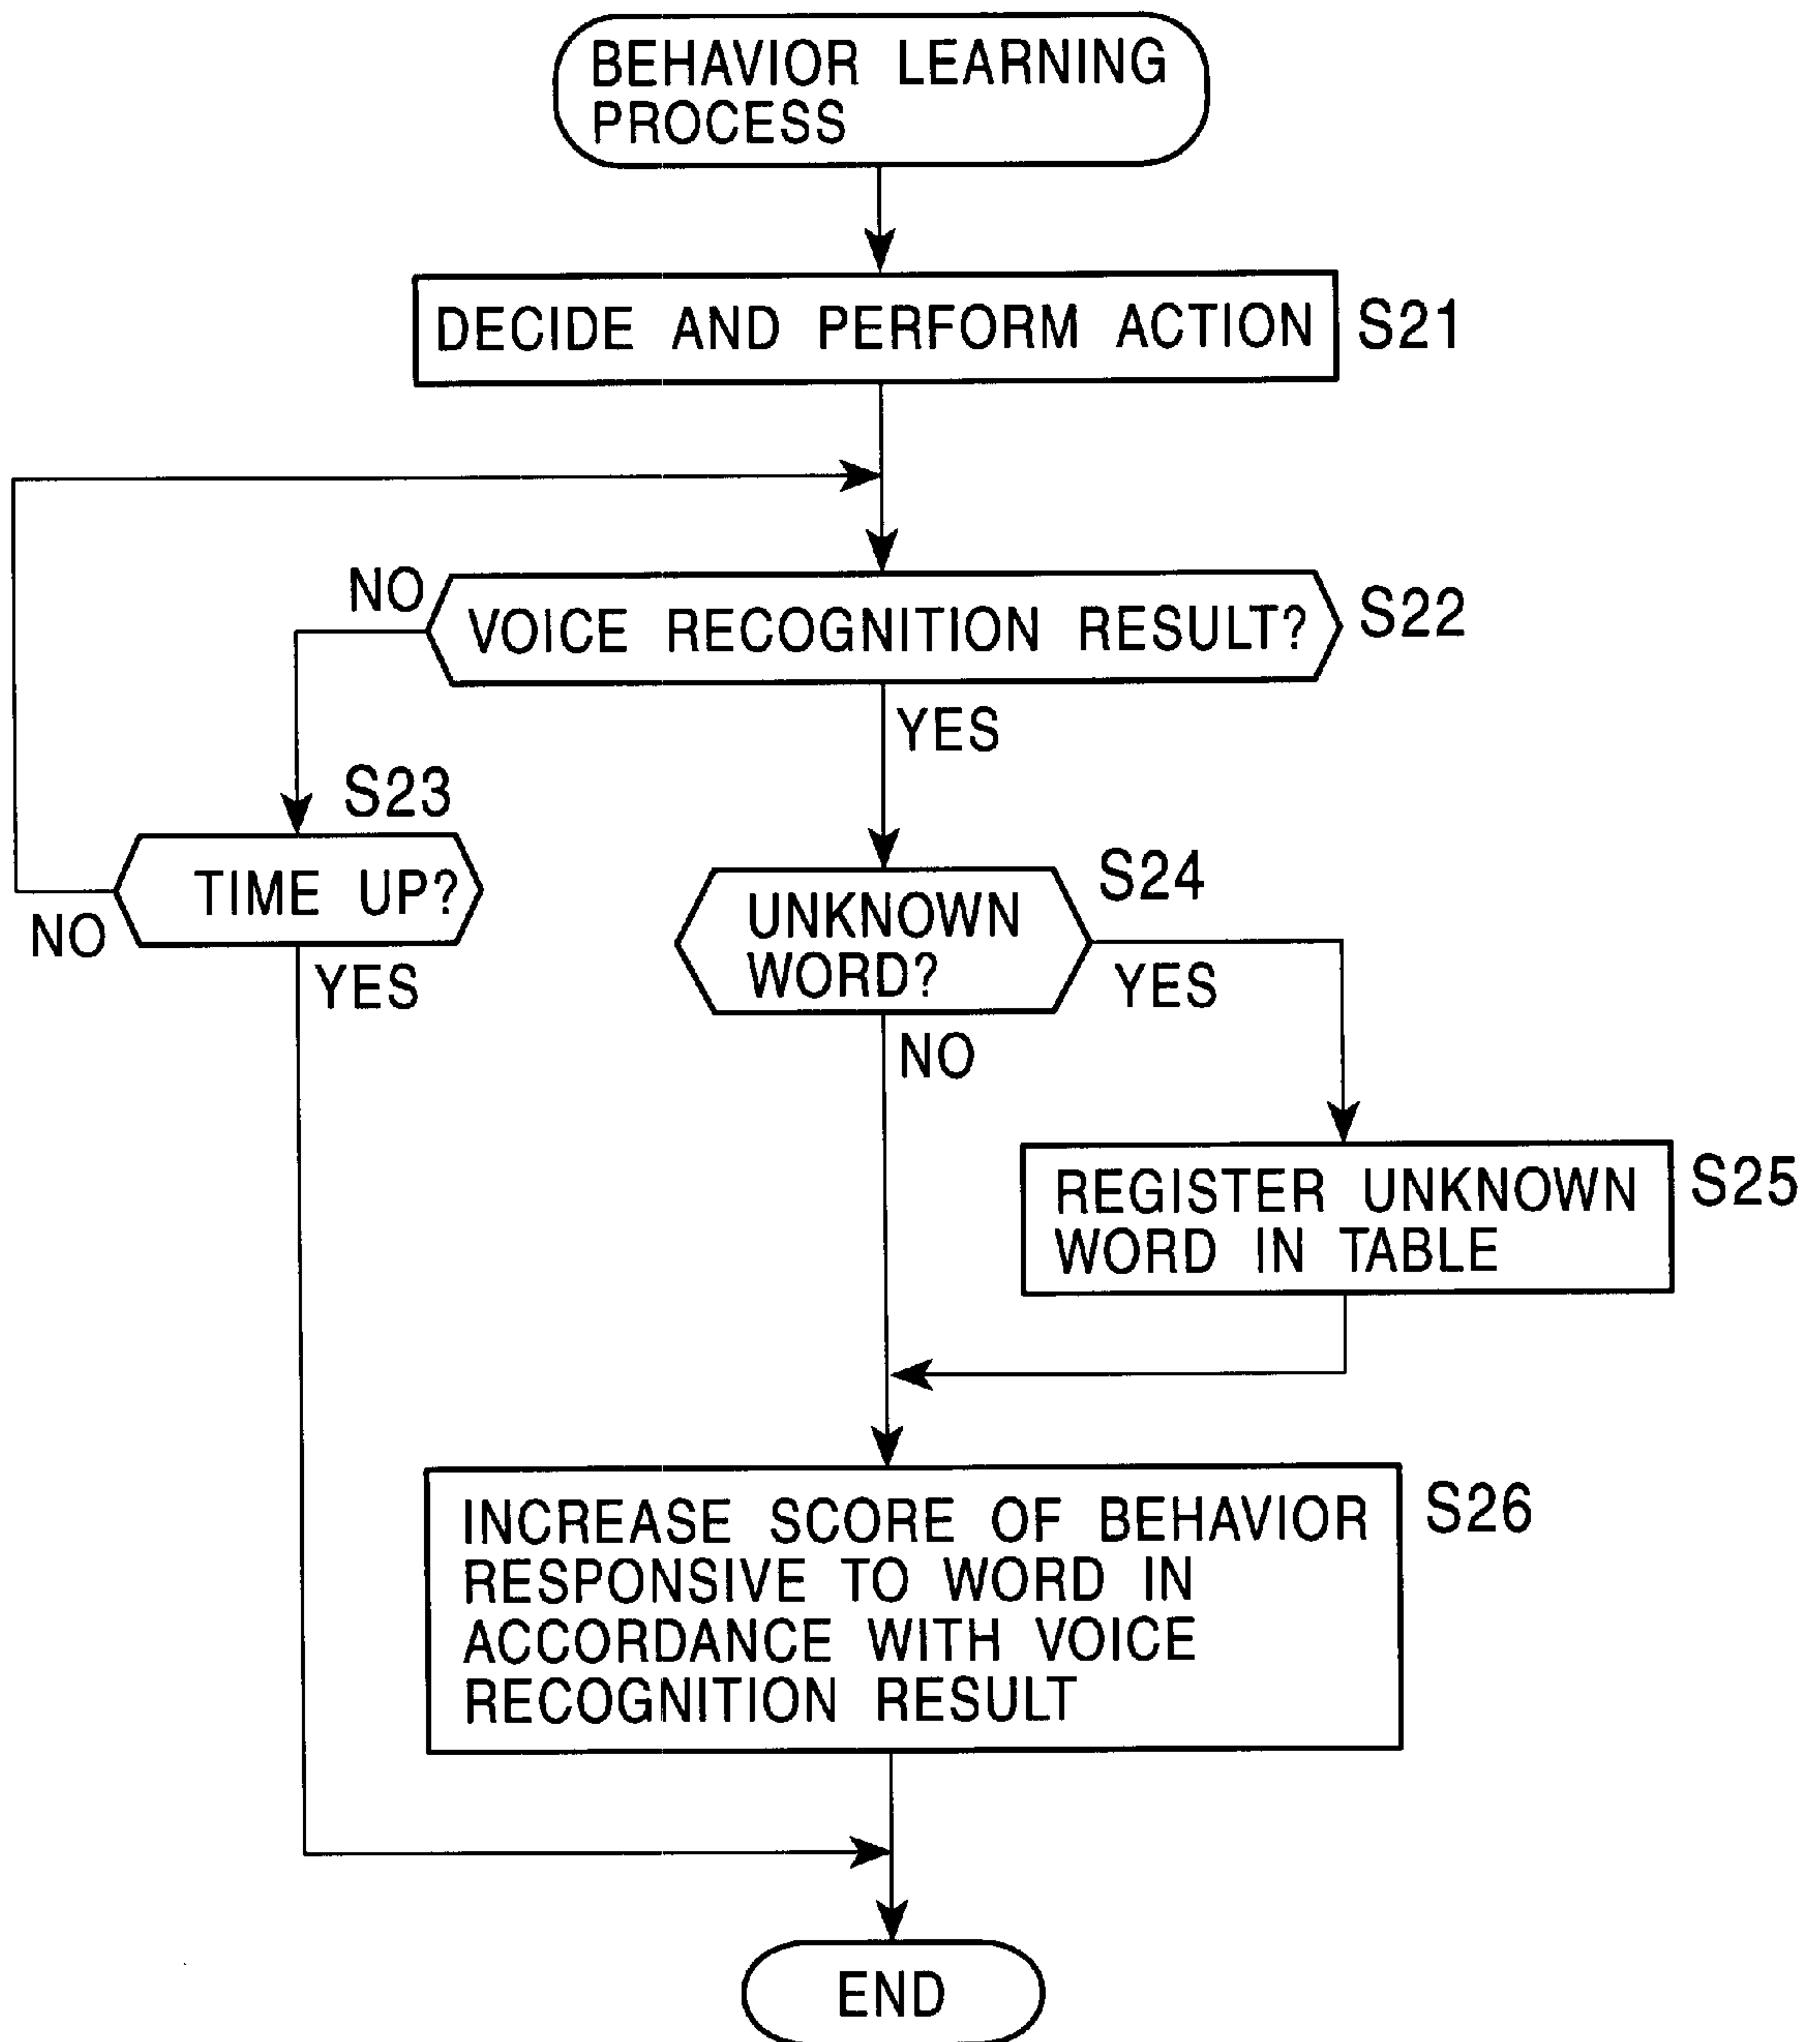 BEHAVIOR LEARNING
PROCESS
DECIDE AND PERFORM ACTION
S21
NO
VOICE RECOGNITION RESULT?
S22
YES
S23
TIME UP?
NO
YES
S24
UNKNOWN
WORD?
YES
NO
REGISTER UNKNOWN
WORD IN TABLE
S25
INCREASE SCORE OF BEHAVIOR
RESPONSIVE TO WORD IN
ACCORDANCE WITH VOICE
RECOGNITION RESULT
S26
END